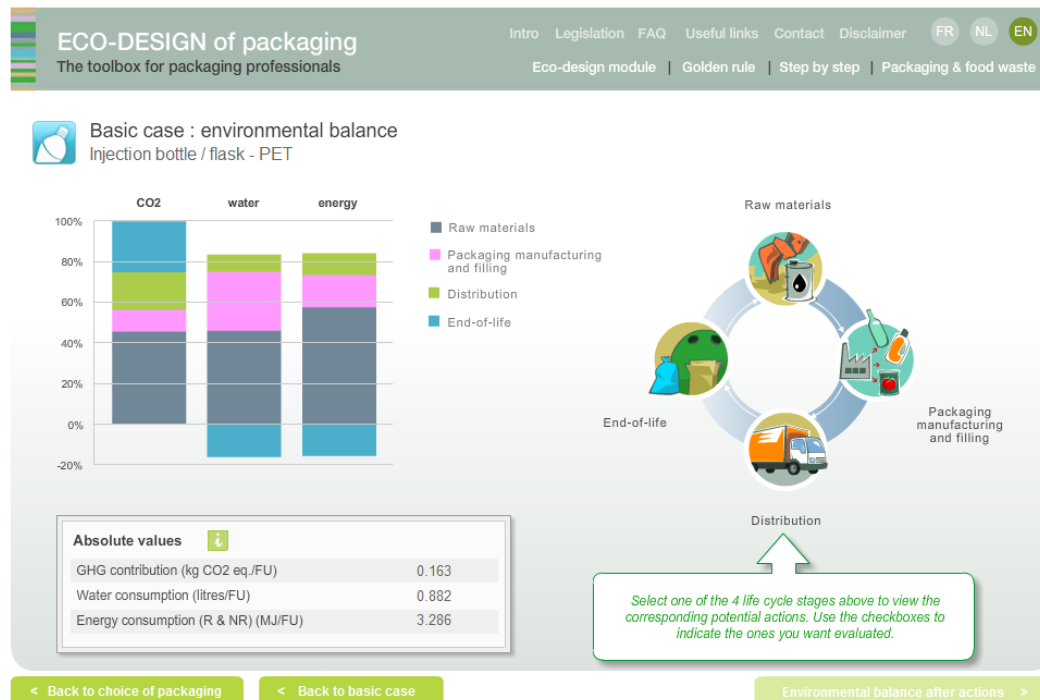 ECO-DESIGN of packaging
The toolbox for packaging professionals
Intro Legislation FAQ Useful links Contact Disclaimer FR NL EN
Eco-design module | Golden rule | Step by step | Packaging & food waste
Basic case : environmental balance
Injection bottle / flask - PET
CO2 water energy
100%
80%
60%
40%
20%
0%
-20%
Raw materials
Packaging manufacturing
and filling
Distribution
End-of-life
Raw materials
Packaging
manufacturing
and filling
End-of-life
Distribution
Absolute values i
GHG contribution (kg CO2 eq./FU) 0.163
Water consumption (litres/FU) 0.882
Energy consumption (R & NR) (MJ/FU) 3.286
Select one of the 4 life cycle stages above to view the
corresponding potential actions. Use the checkboxes to
indicate the ones you want evaluated.
< Back to choice of packaging < Back to basic case Environmental balance after actions >